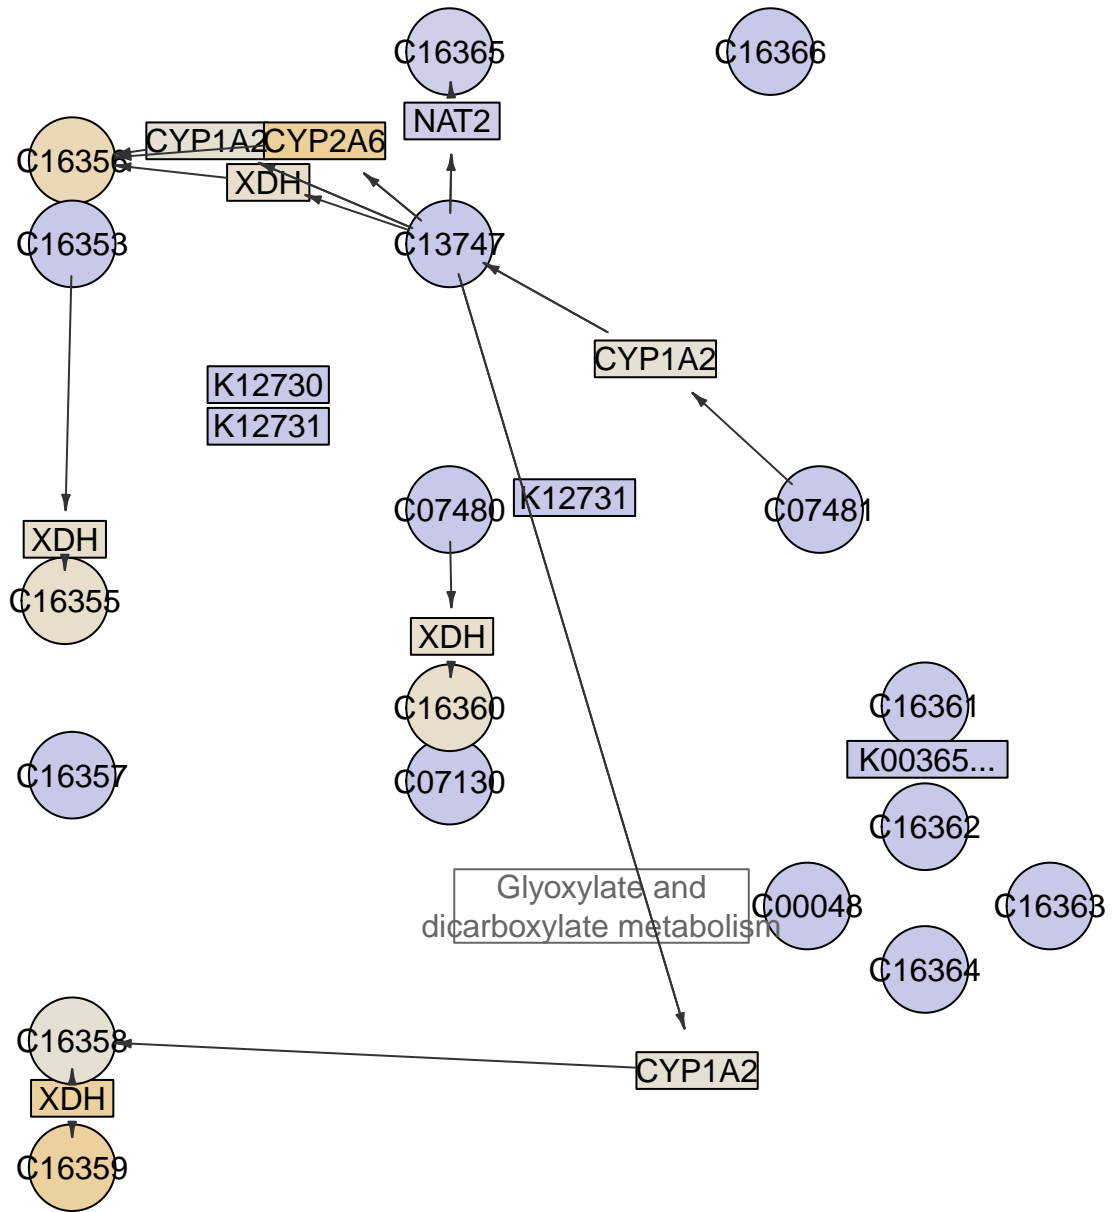 C16365
C16366
NAT2
CYP1A2
CYP2A6
C16356
XDH
C16353
C13747
CYP1A2
K12730
K12731
C07480
K12731
C07481
XDH
C16355
XDH
C16360
C16361
K00365...
C16357
C07130
C16362
Glyoxylate and
dicarboxylate metabolism
C00048
C16363
C16364
C16358
CYP1A2
XDH
C16359